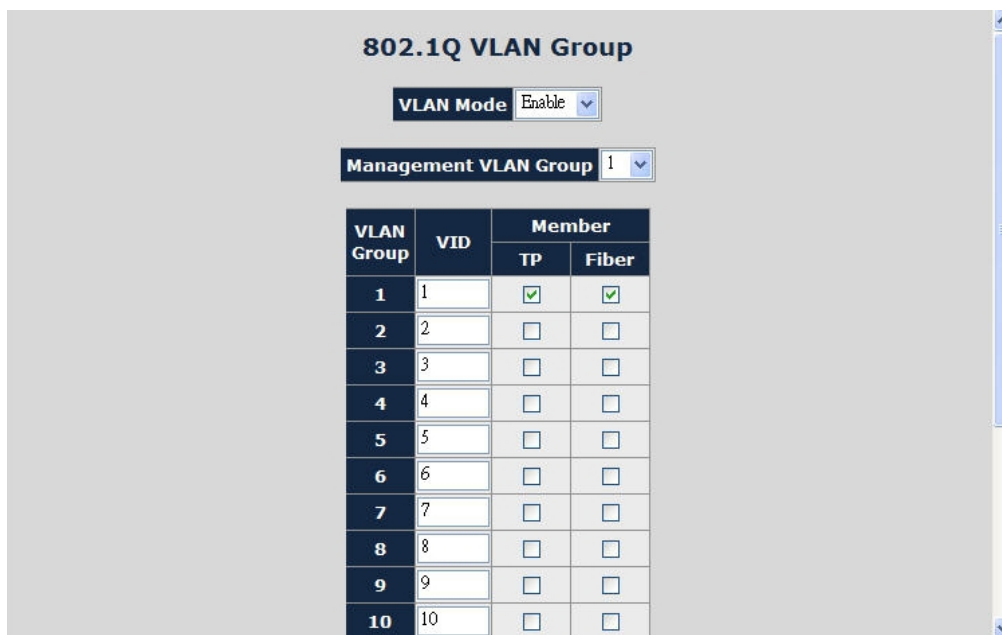 802.1Q VLAN Group
VLAN Mode Enable
Management VLAN Group 1
VLAN Group VID Member
TP Fiber
1 1
2 2
3 3
4 4
5 5
6 6
7 7
8 8
9 9
10 10